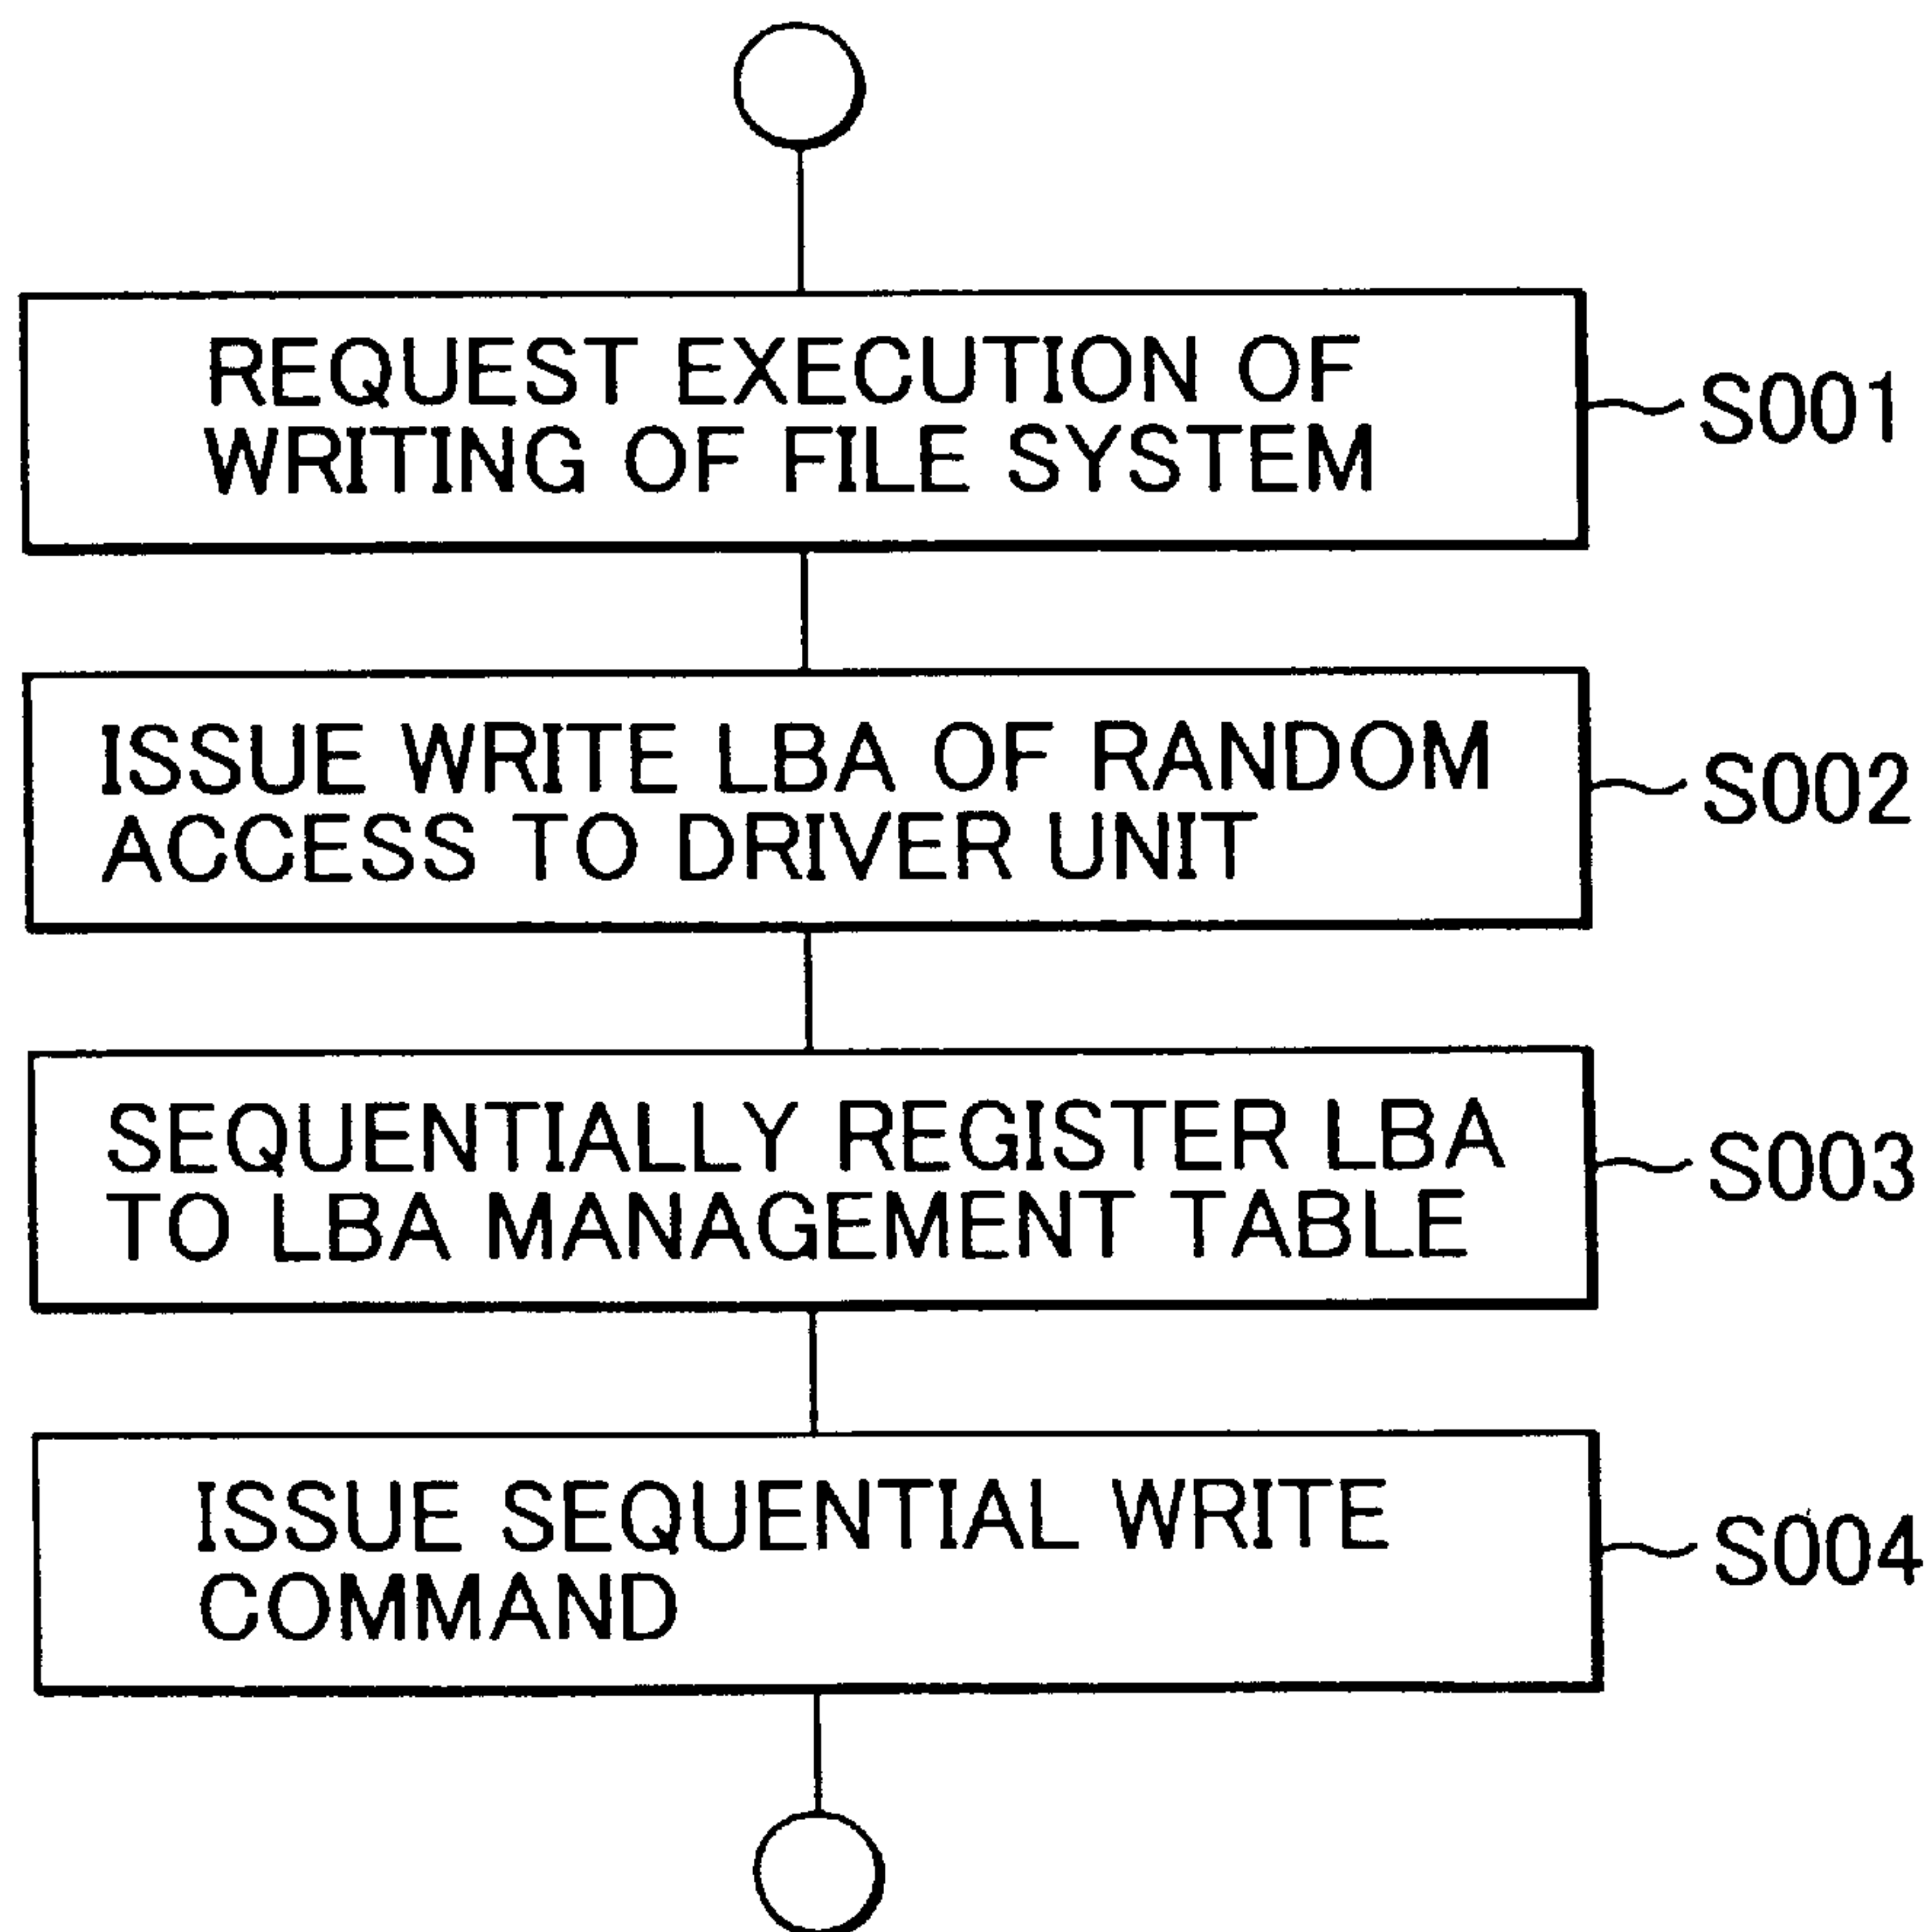 REQUEST EXECUTION OF
WRITING OF FILE SYSTEM
S001
ISSUE WRITE LBA OF RANDOM
ACCESS TO DRIVER UNIT
S002
SEQUENTIALLY REGISTER LBA
TO LBA MANAGEMENT TABLE
S003
ISSUE SEQUENTIAL WRITE
COMMAND
S004